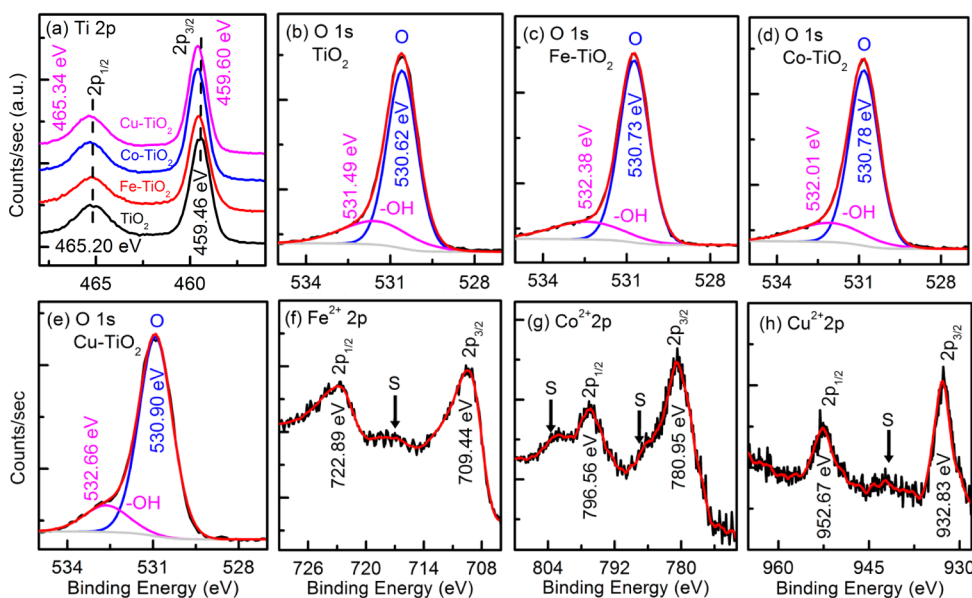 (a) Ti 2p
465.34 eV
2p1/2
2p3/2
459.60 eV
Cu-TiO2
Co-TiO2
Fe-TiO2
TiO2
465.20 eV
459.46 eV
Counts/sec (a.u.)
465
460
(b) O 1s
TiO2
O
531.49 eV
530.62 eV
-OH
534
531
528
(c) O 1s
Fe-TiO2
O
532.38 eV
530.73 eV
-OH
534
531
528
(d) O 1s
Co-TiO2
O
532.01 eV
530.78 eV
-OH
534
531
528
(e) O 1s
Cu-TiO2
O
532.66 eV
530.90 eV
-OH
Counts/sec
534
531
528
Binding Energy (eV)
(f) Fe2+ 2p
2p1/2
S
2p3/2
722.89 eV
709.44 eV
726
720
714
708
Binding Energy (eV)
(g) Co2+2p
S
2p1/2
S
2p3/2
796.56 eV
780.95 eV
804
792
780
Binding Energy (eV)
(h) Cu2+2p
2p1/2
S
2p3/2
952.67 eV
932.83 eV
960
945
930
Binding Energy (eV)